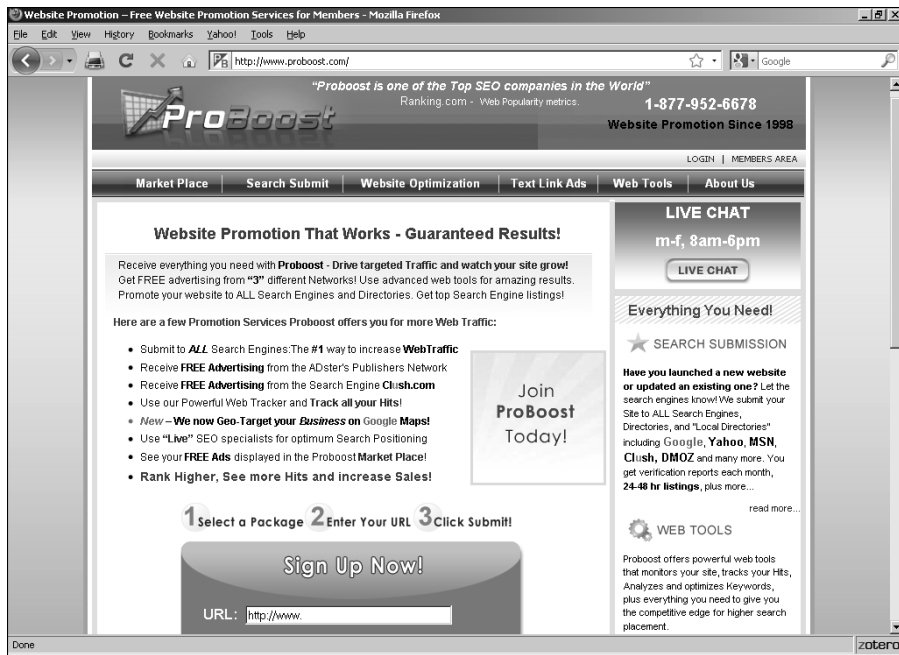 Website Promotion – Free Website Promotion Services for Members - Mozilla Firefox
File Edit View History Bookmarks Yahoo! Tools Help
http://www.proboost.com/
Google
"Proboost is one of the Top SEO companies in the World"
Ranking.com - Web Popularity metrics.
1-877-952-6678
ProBoost
Website Promotion Since 1998
LOGIN | MEMBERS AREA
Market Place | Search Submit | Website Optimization | Text Link Ads | Web Tools | About Us
Website Promotion That Works - Guaranteed Results!
Receive everything you need with Proboost - Drive targeted Traffic and watch your site grow!
Get FREE advertising from "3" different Networks! Use advanced web tools for amazing results.
Promote your website to ALL Search Engines and Directories. Get top Search Engine listings!
Here are a few Promotion Services Proboost offers you for more Web Traffic:
• Submit to ALL Search Engines:The #1 way to increase WebTraffic
• Receive FREE Advertising from the ADster's Publishers Network
• Receive FREE Advertising from the Search Engine Clush.com
• Use our Powerful Web Tracker and Track all your Hits!
• New – We now Geo-Target your Business on Google Maps!
• Use "Live" SEO specialists for optimum Search Positioning
• See your FREE Ads displayed in the Proboost Market Place!
• Rank Higher, See more Hits and increase Sales!
Join
ProBoost
Today!
1 Select a Package 2 Enter Your URL 3 Click Submit!
Sign Up Now!
URL: http://www.
LIVE CHAT
m-f, 8am-6pm
LIVE CHAT
Everything You Need!
SEARCH SUBMISSION
Have you launched a new website
or updated an existing one? Let the
search engines know! We submit your
Site to ALL Search Engines,
Directories, and "Local Directories"
including Google, Yahoo, MSN,
Clush, DMOZ and many more. You
get verification reports each month,
24-48 hr listings, plus more...
read more...
WEB TOOLS
Proboost offers powerful web tools
that monitors your site, tracks your Hits,
Analyzes and optimizes Keywords,
plus everything you need to give you
the competitive edge for higher search
placement.
Done
zotero